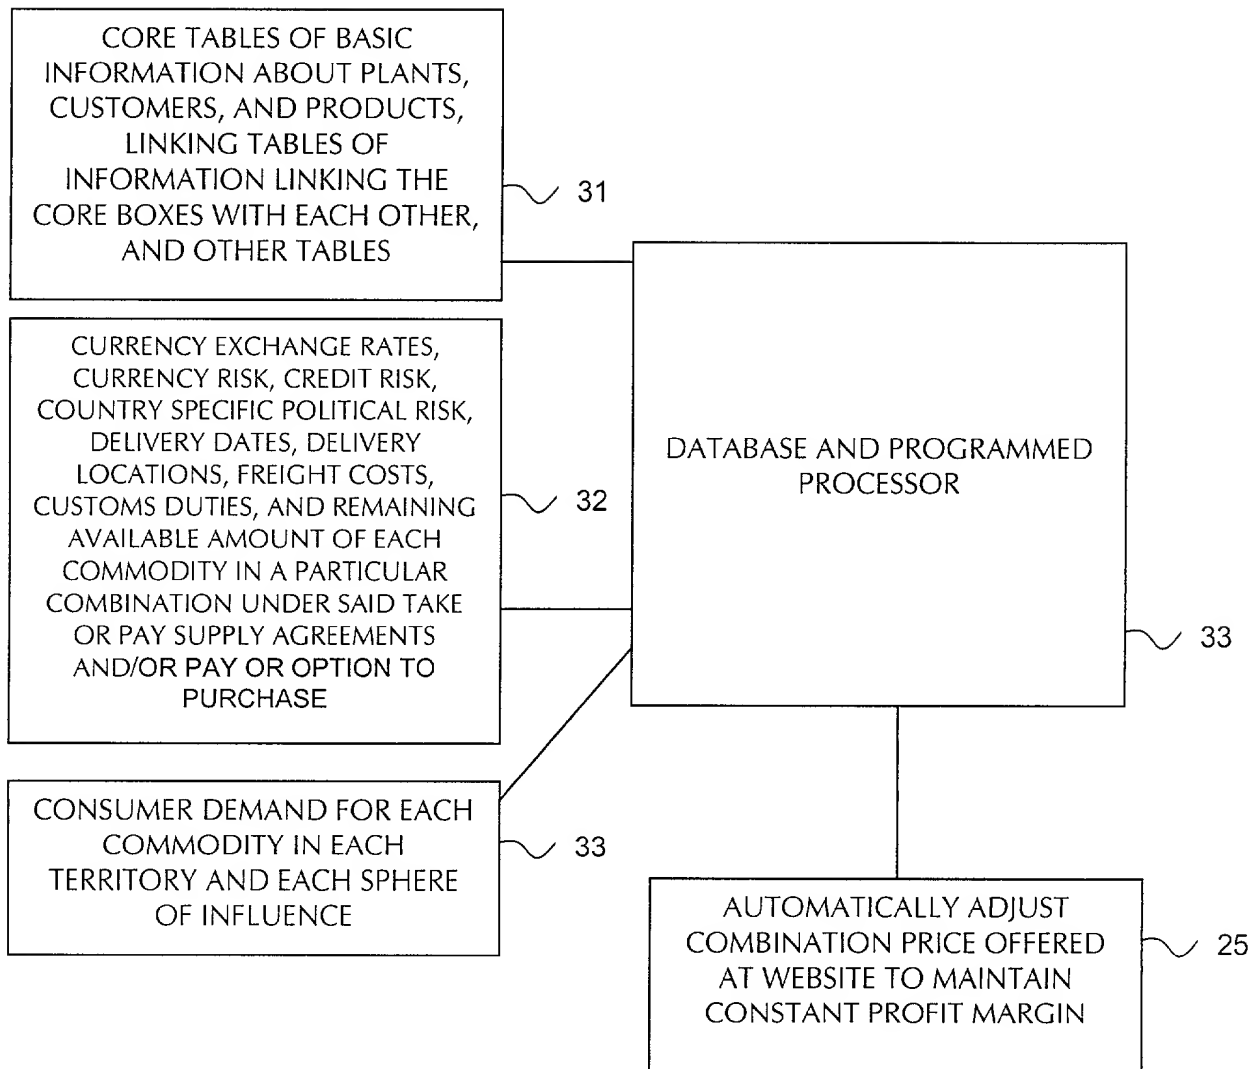 CORE TABLES OF BASIC
INFORMATION ABOUT PLANTS,
CUSTOMERS, AND PRODUCTS,
LINKING TABLES OF
INFORMATION LINKING THE
CORE BOXES WITH EACH OTHER,
AND OTHER TABLES
31
CURRENCY EXCHANGE RATES,
CURRENCY RISK, CREDIT RISK,
COUNTRY SPECIFIC POLITICAL RISK,
DELIVERY DATES, DELIVERY
LOCATIONS, FREIGHT COSTS,
CUSTOMS DUTIES, AND REMAINING
AVAILABLE AMOUNT OF EACH
COMMODITY IN A PARTICULAR
COMBINATION UNDER SAID TAKE
OR PAY SUPPLY AGREEMENTS
AND/OR PAY OR OPTION TO
PURCHASE
32
DATABASE AND PROGRAMMED
PROCESSOR
33
CONSUMER DEMAND FOR EACH
COMMODITY IN EACH
TERRITORY AND EACH SPHERE
OF INFLUENCE
33
AUTOMATICALLY ADJUST
COMBINATION PRICE OFFERED
AT WEBSITE TO MAINTAIN
CONSTANT PROFIT MARGIN
25